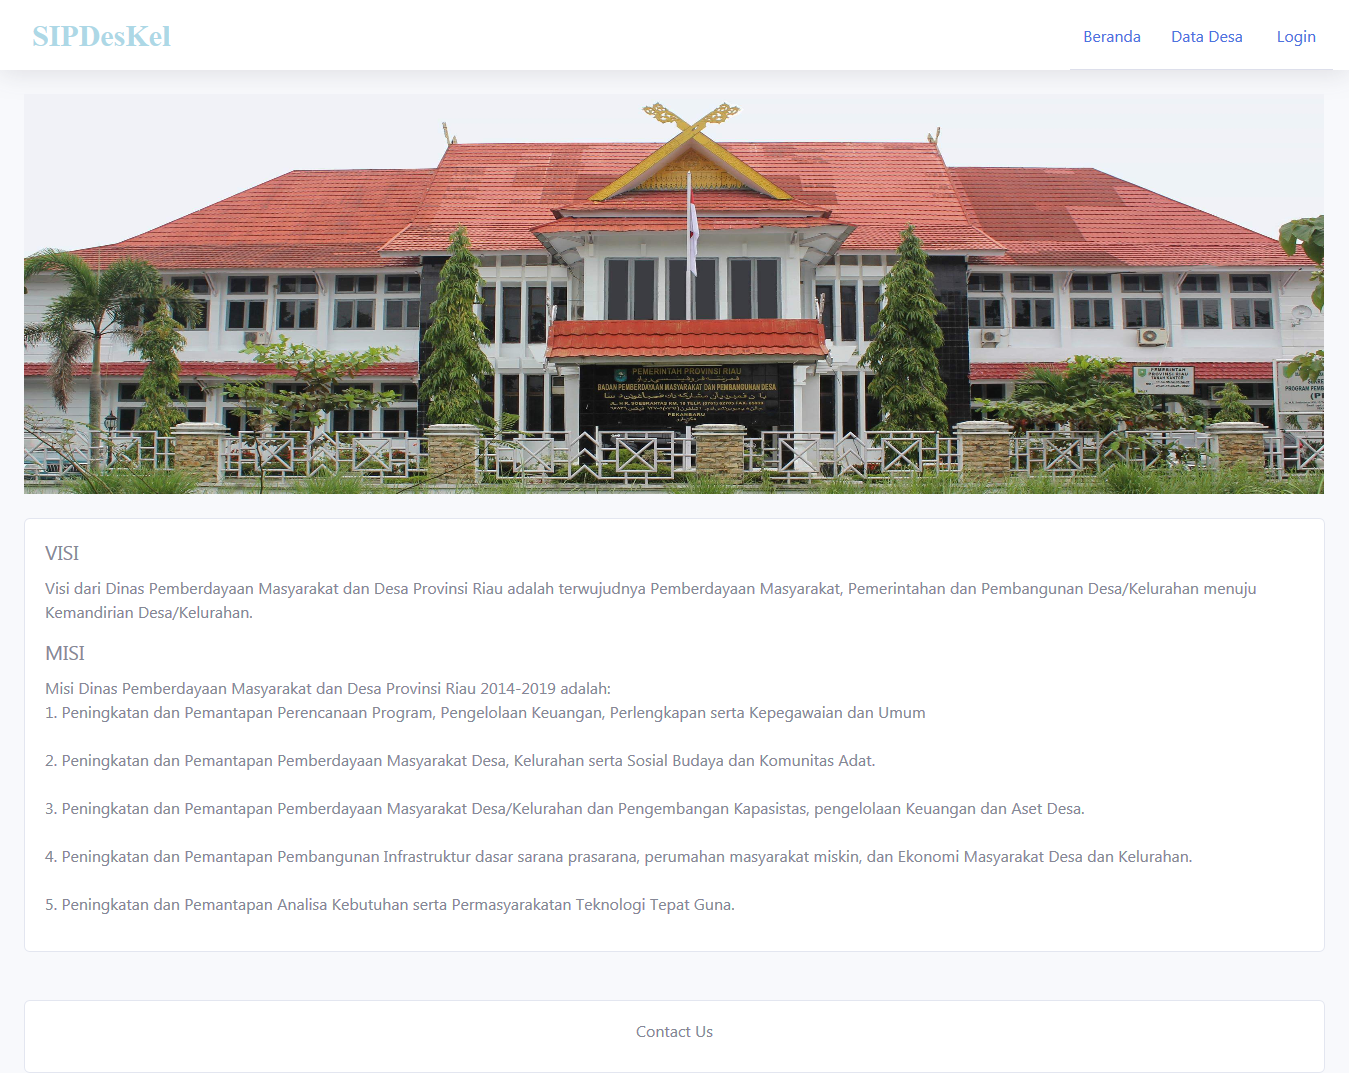 SIPDesKel
Beranda
Data Desa
Login
PEMERINTAH PROVINSI RIAU
BADAN PEMBERDAYAAN MASYARAKAT DAN PEMBANGUNAN DESA
PEKANBARU
PEMERINTAH
PROVINSI RIAU
VISI
Visi dari Dinas Pemberdayaan Masyarakat dan Desa Provinsi Riau adalah terwujudnya Pemberdayaan Masyarakat, Pemerintahan dan Pembangunan Desa/Kelurahan menuju
Kemandirian Desa/Kelurahan.
MISI
Misi Dinas Pemberdayaan Masyarakat dan Desa Provinsi Riau 2014-2019 adalah:
1. Peningkatan dan Pemantapan Perencanaan Program, Pengelolaan Keuangan, Perlengkapan serta Kepegawaian dan Umum
2. Peningkatan dan Pemantapan Pemberdayaan Masyarakat Desa, Kelurahan serta Sosial Budaya dan Komunitas Adat.
3. Peningkatan dan Pemantapan Pemberdayaan Masyarakat Desa/Kelurahan dan Pengembangan Kapasistas, pengelolaan Keuangan dan Aset Desa.
4. Peningkatan dan Pemantapan Pembangunan Infrastruktur dasar sarana prasarana, perumahan masyarakat miskin, dan Ekonomi Masyarakat Desa dan Kelurahan.
5. Peningkatan dan Pemantapan Analisa Kebutuhan serta Permasyarakatan Teknologi Tepat Guna.
Contact Us